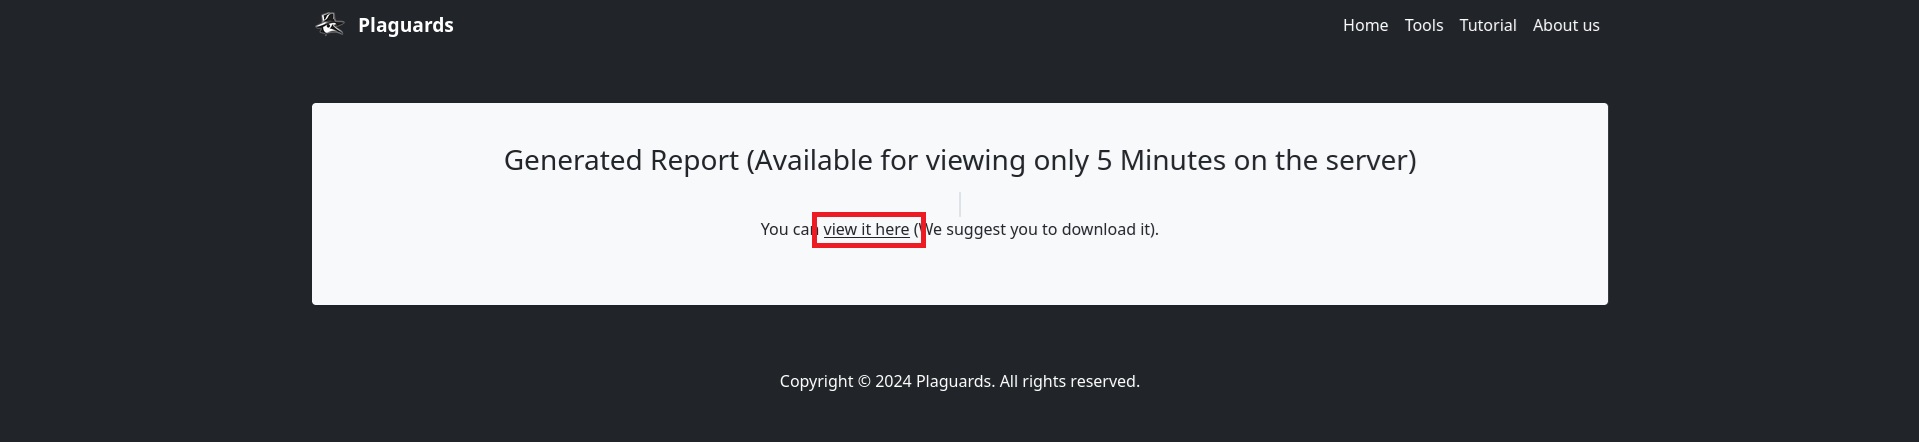 Plaguards
Home Tools Tutorial About us
Generated Report (Available for viewing only 5 Minutes on the server)
You can view it here (We suggest you to download it).
Copyright © 2024 Plaguards. All rights reserved.